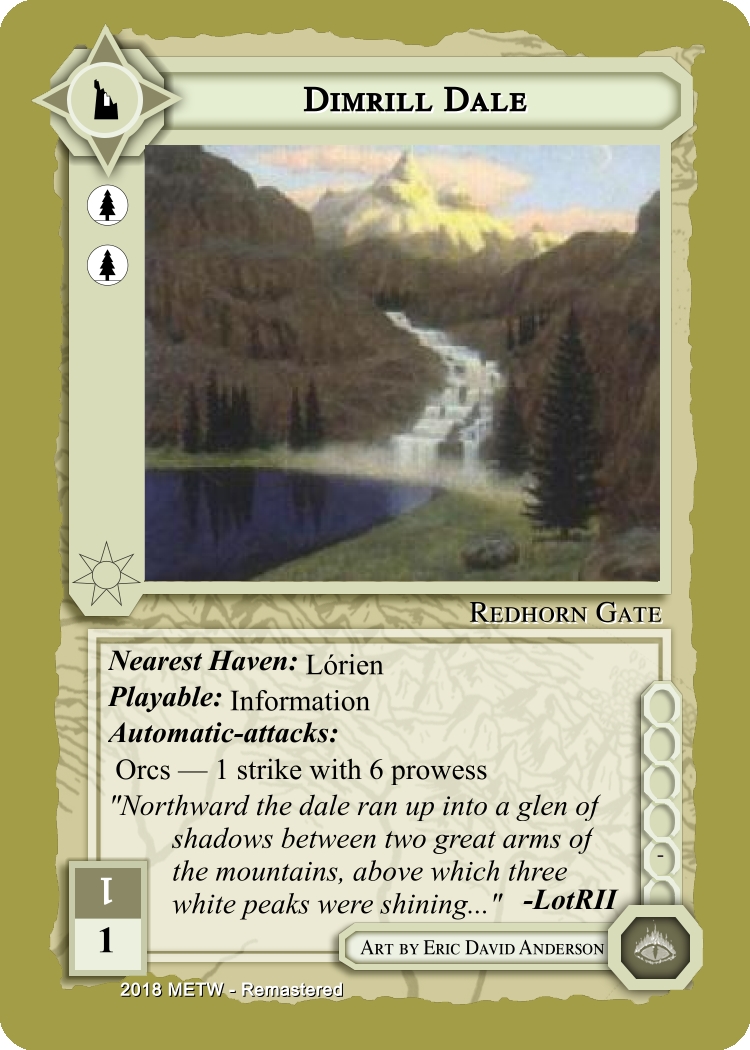 Dimrill Dale
Redhorn Gate
Nearest Haven: Lórien
Playable: Information
Automatic-attacks:
Orcs — 1 strike with 6 prowess
"Northward the dale ran up into a glen of
shadows between two great arms of
the mountains, above which three
white peaks were shining..." -LotRII
-
1
1
Art by Eric David Anderson
2018 METW - Remastered